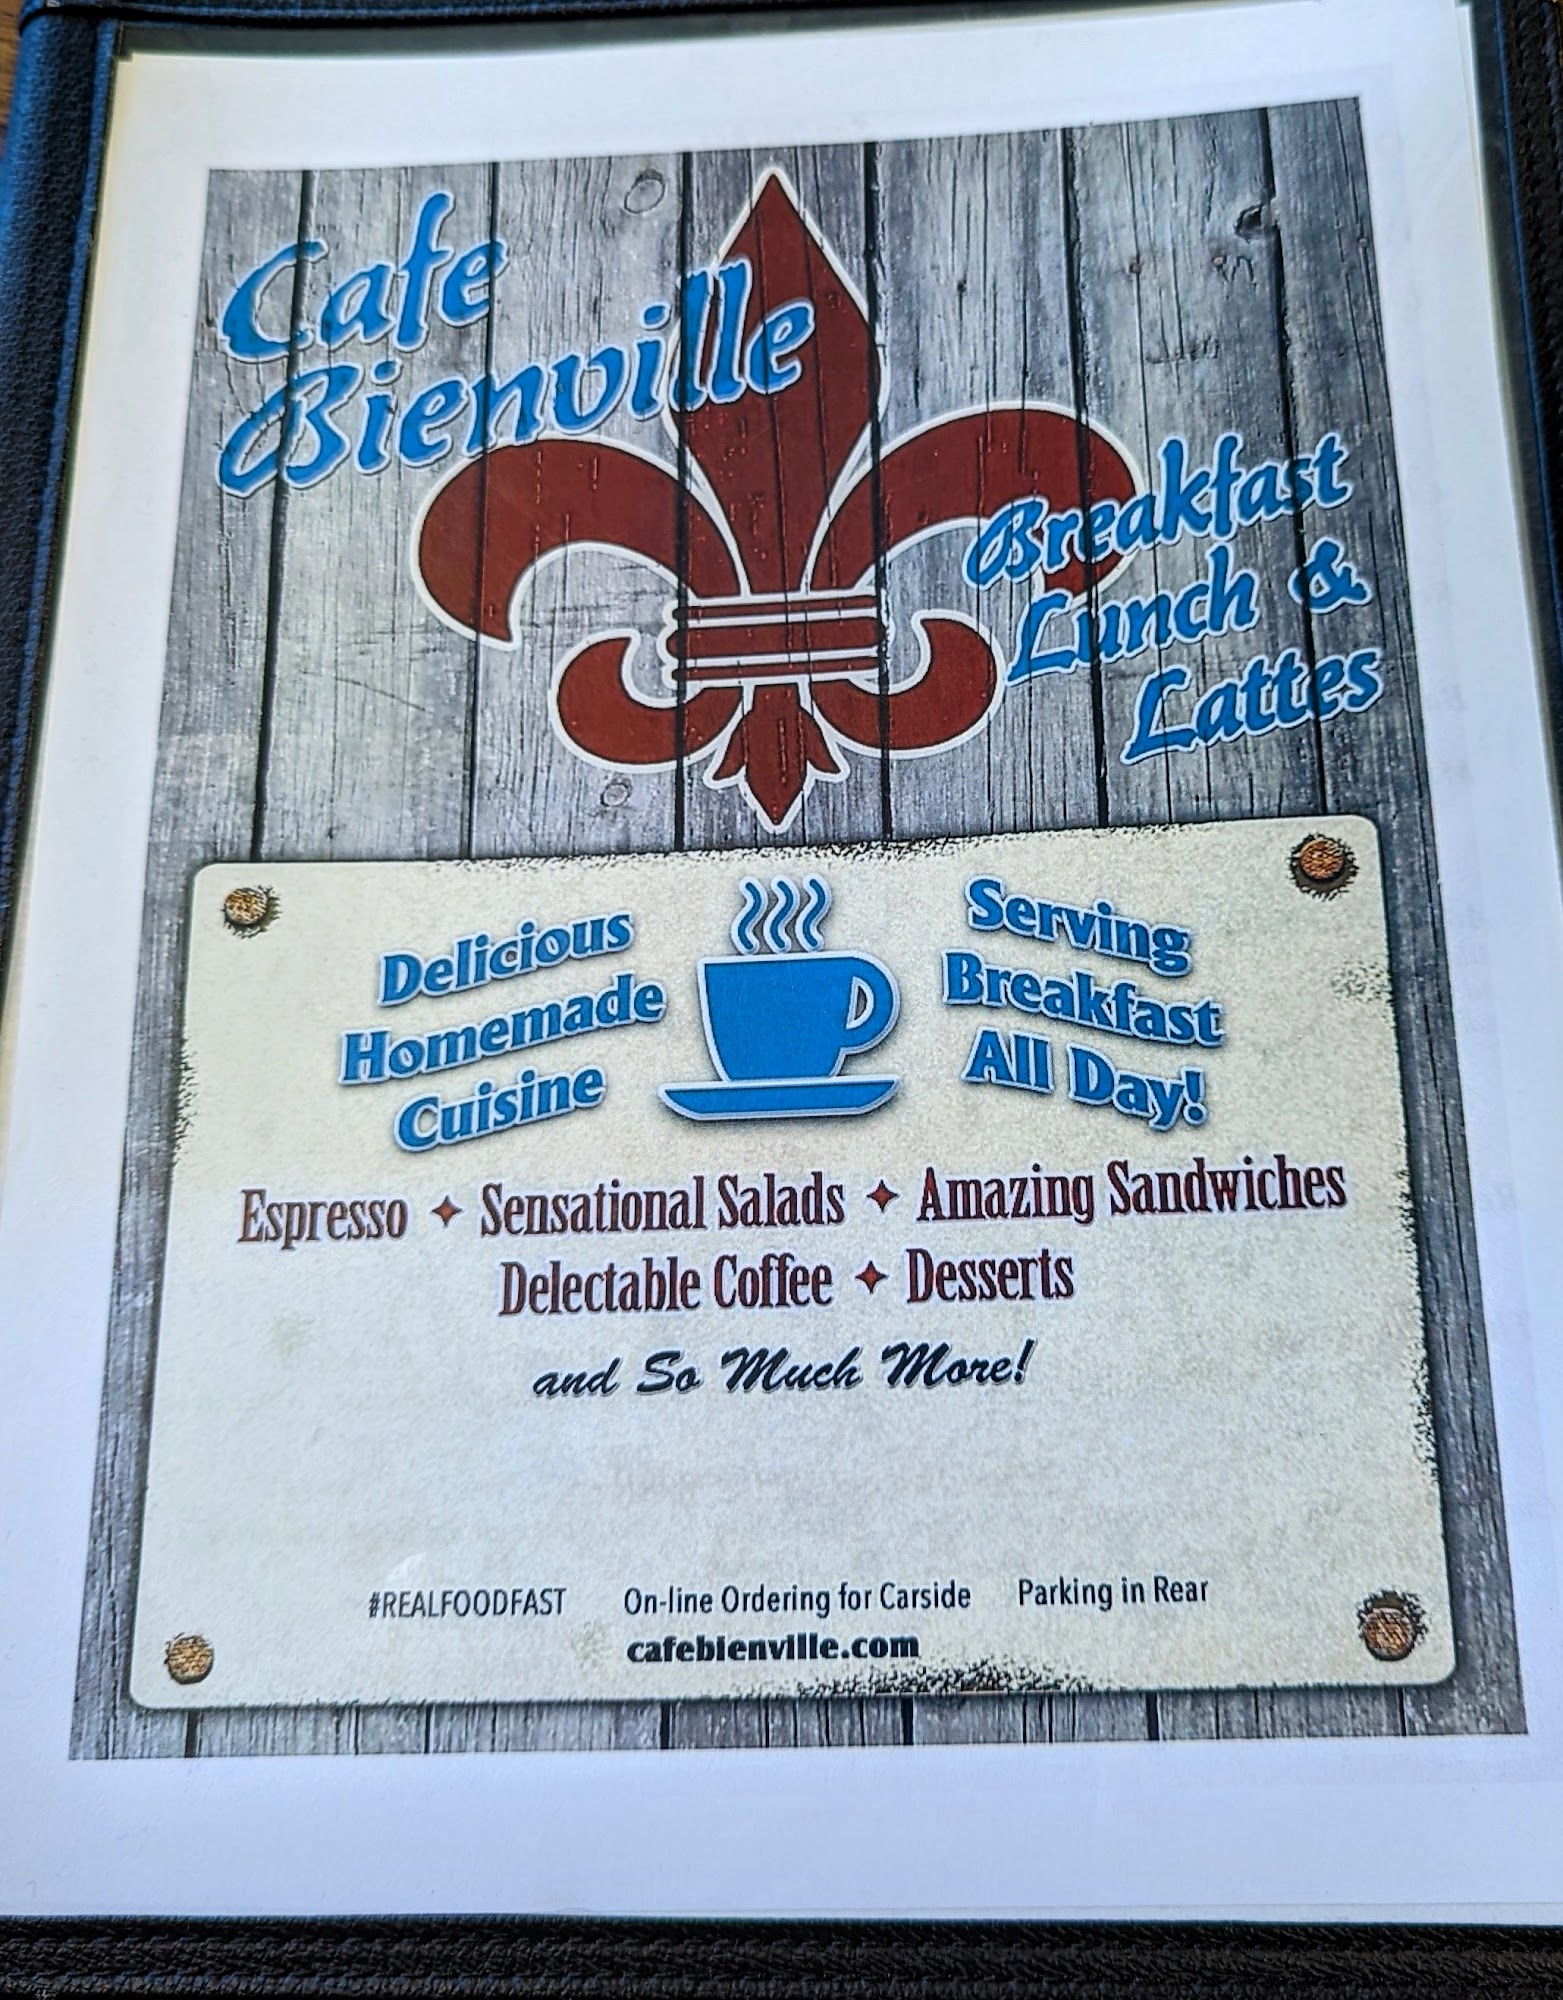 Cafe
Bienville
Breakfast
Lunch &
Lattes
Delicious
Homemade
Cuisine
Serving
Breakfast
All Day!
Espresso ✦ Sensational Salads ✦ Amazing Sandwiches
Delectable Coffee ✦ Desserts
and So Much More!
#REALFOODFAST On-line Ordering for Carside Parking in Rear
cafebienville.com